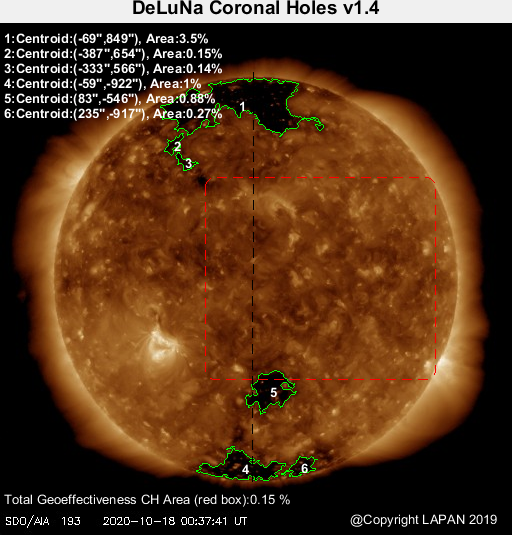 DeLuNa Coronal Holes v1.4
1:Centroid:(-69",849"), Area:3.5%
2:Centroid:(-387",654"), Area:0.15%
3:Centroid:(-333",566"), Area:0.14%
4:Centroid:(-59",-922"), Area:1%
5:Centroid:(83",-546"), Area:0.88%
6:Centroid:(235",-917"), Area:0.27%
1
2
3
5
4
6
Total Geoeffectiveness CH Area (red box):0.15 %
SDO/AIA 193 2020-10-18 00:37:41 UT
@Copyright LAPAN 2019